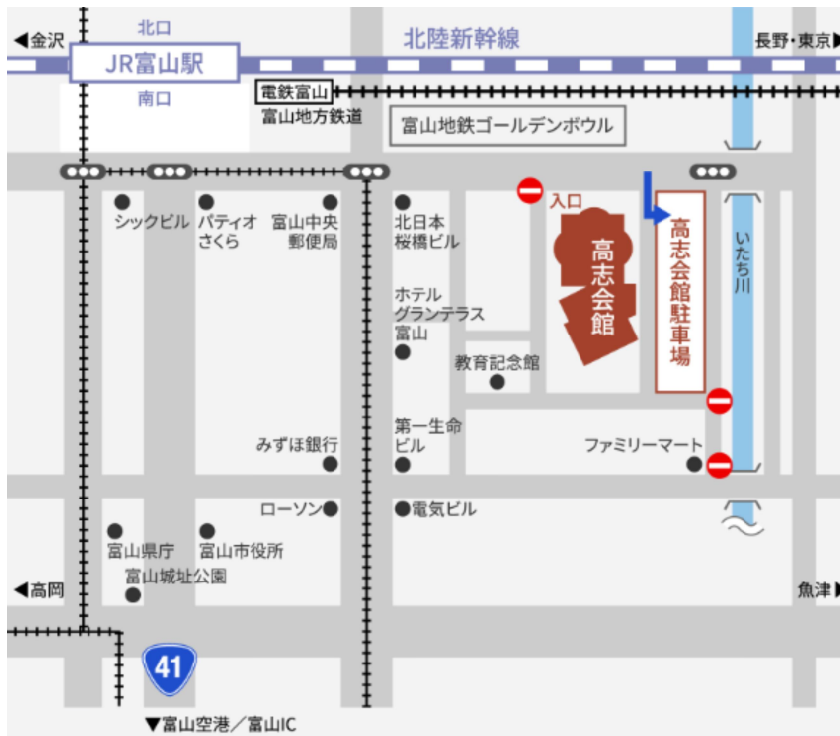 北口
◀金沢
北陸新幹線
長野・東京▶
JR富山駅
南口
電鉄富山
富山地方鉄道
富山地鉄ゴールデンボウル
シックビル
パティオ
さくら
富山中央
郵便局
北日本
桜橋ビル
入口
高志会館
高志会館駐車場
いたち川
ホテル
グランテラス
富山
教育記念館
みずほ銀行
第一生命
ビル
ファミリーマート
ローソン
電気ビル
富山県庁
富山市役所
富山城址公園
◀高岡
魚津▶
41
▼富山空港／富山IC